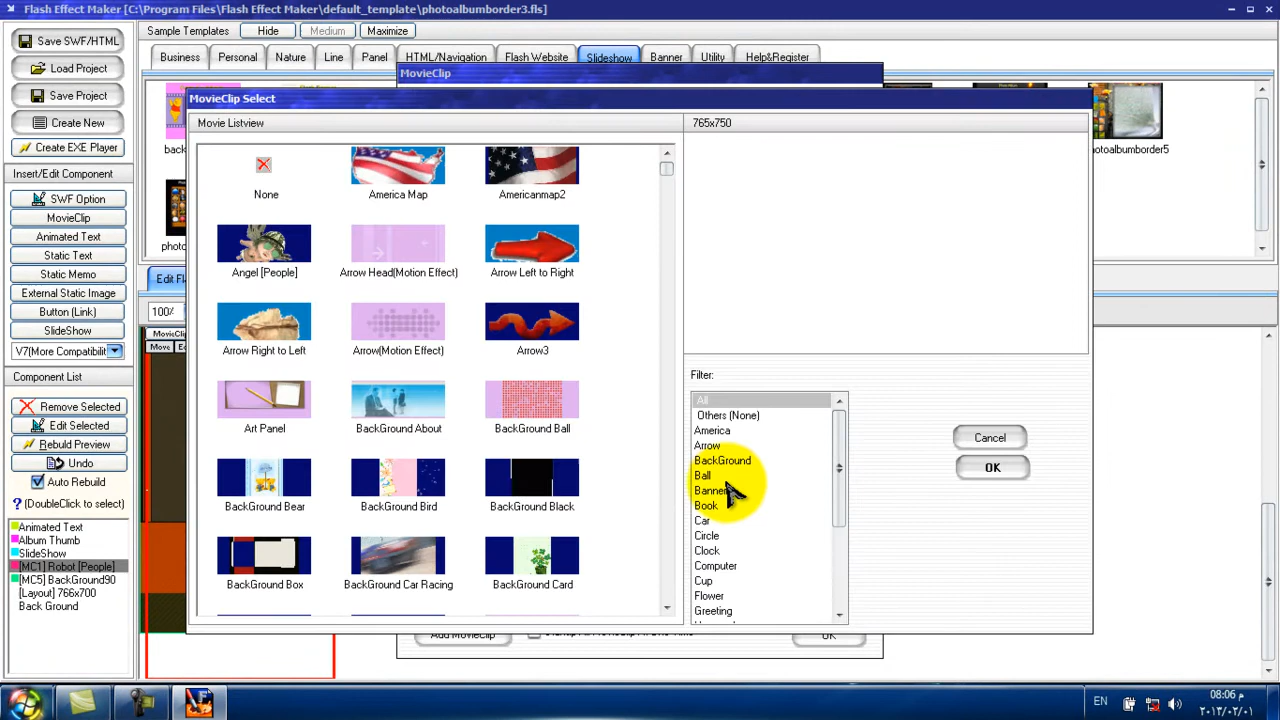 Flash Effect Maker [C:\Program Files\Flash Effect Maker\default_template\photoalbumborder3.fls]
Save SWF/HTML
Load Project
Save Project
Create New
Create EXE Player
Sample Templates
Hide
Medium
Maximize
Business
Personal
Nature
Line
Panel
HTML/Navigation
Flash Website
Slideshow
Banner
Utility
Help&Register
MovieClip
MovieClip Select
Movie Listview
765x750
None
America Map
Americanmap2
Angel [People]
Arrow Head(Motion Effect)
Arrow Left to Right
Arrow Right to Left
Arrow(Motion Effect)
Arrow3
Art Panel
BackGround About
BackGround Ball
BackGround Bear
BackGround Bird
BackGround Black
BackGround Box
BackGround Car Racing
BackGround Card
Filter:
All
Others (None)
America
Arrow
BackGround
Ball
Banner
Book
Car
Circle
Clock
Computer
Cup
Flower
Greeting
Cancel
OK
Insert/Edit Component
SWF Option
MovieClip
Animated Text
Static Text
Static Memo
External Static Image
Button (Link)
SlideShow
V7(More Compatibilit
Component List
Remove Selected
Edit Selected
Rebuild Preview
Undo
Auto Rebuild
?(DoubleClick to select)
Animated Text
Album Thumb
SlideShow
[MC1] Robot [People]
[MC5] BackGround90
[Layout] 766x700
Back Ground
100%
Move
Add MovieClip
OK
EN
08:06 م
٢٠١٣/٠٢/٠١